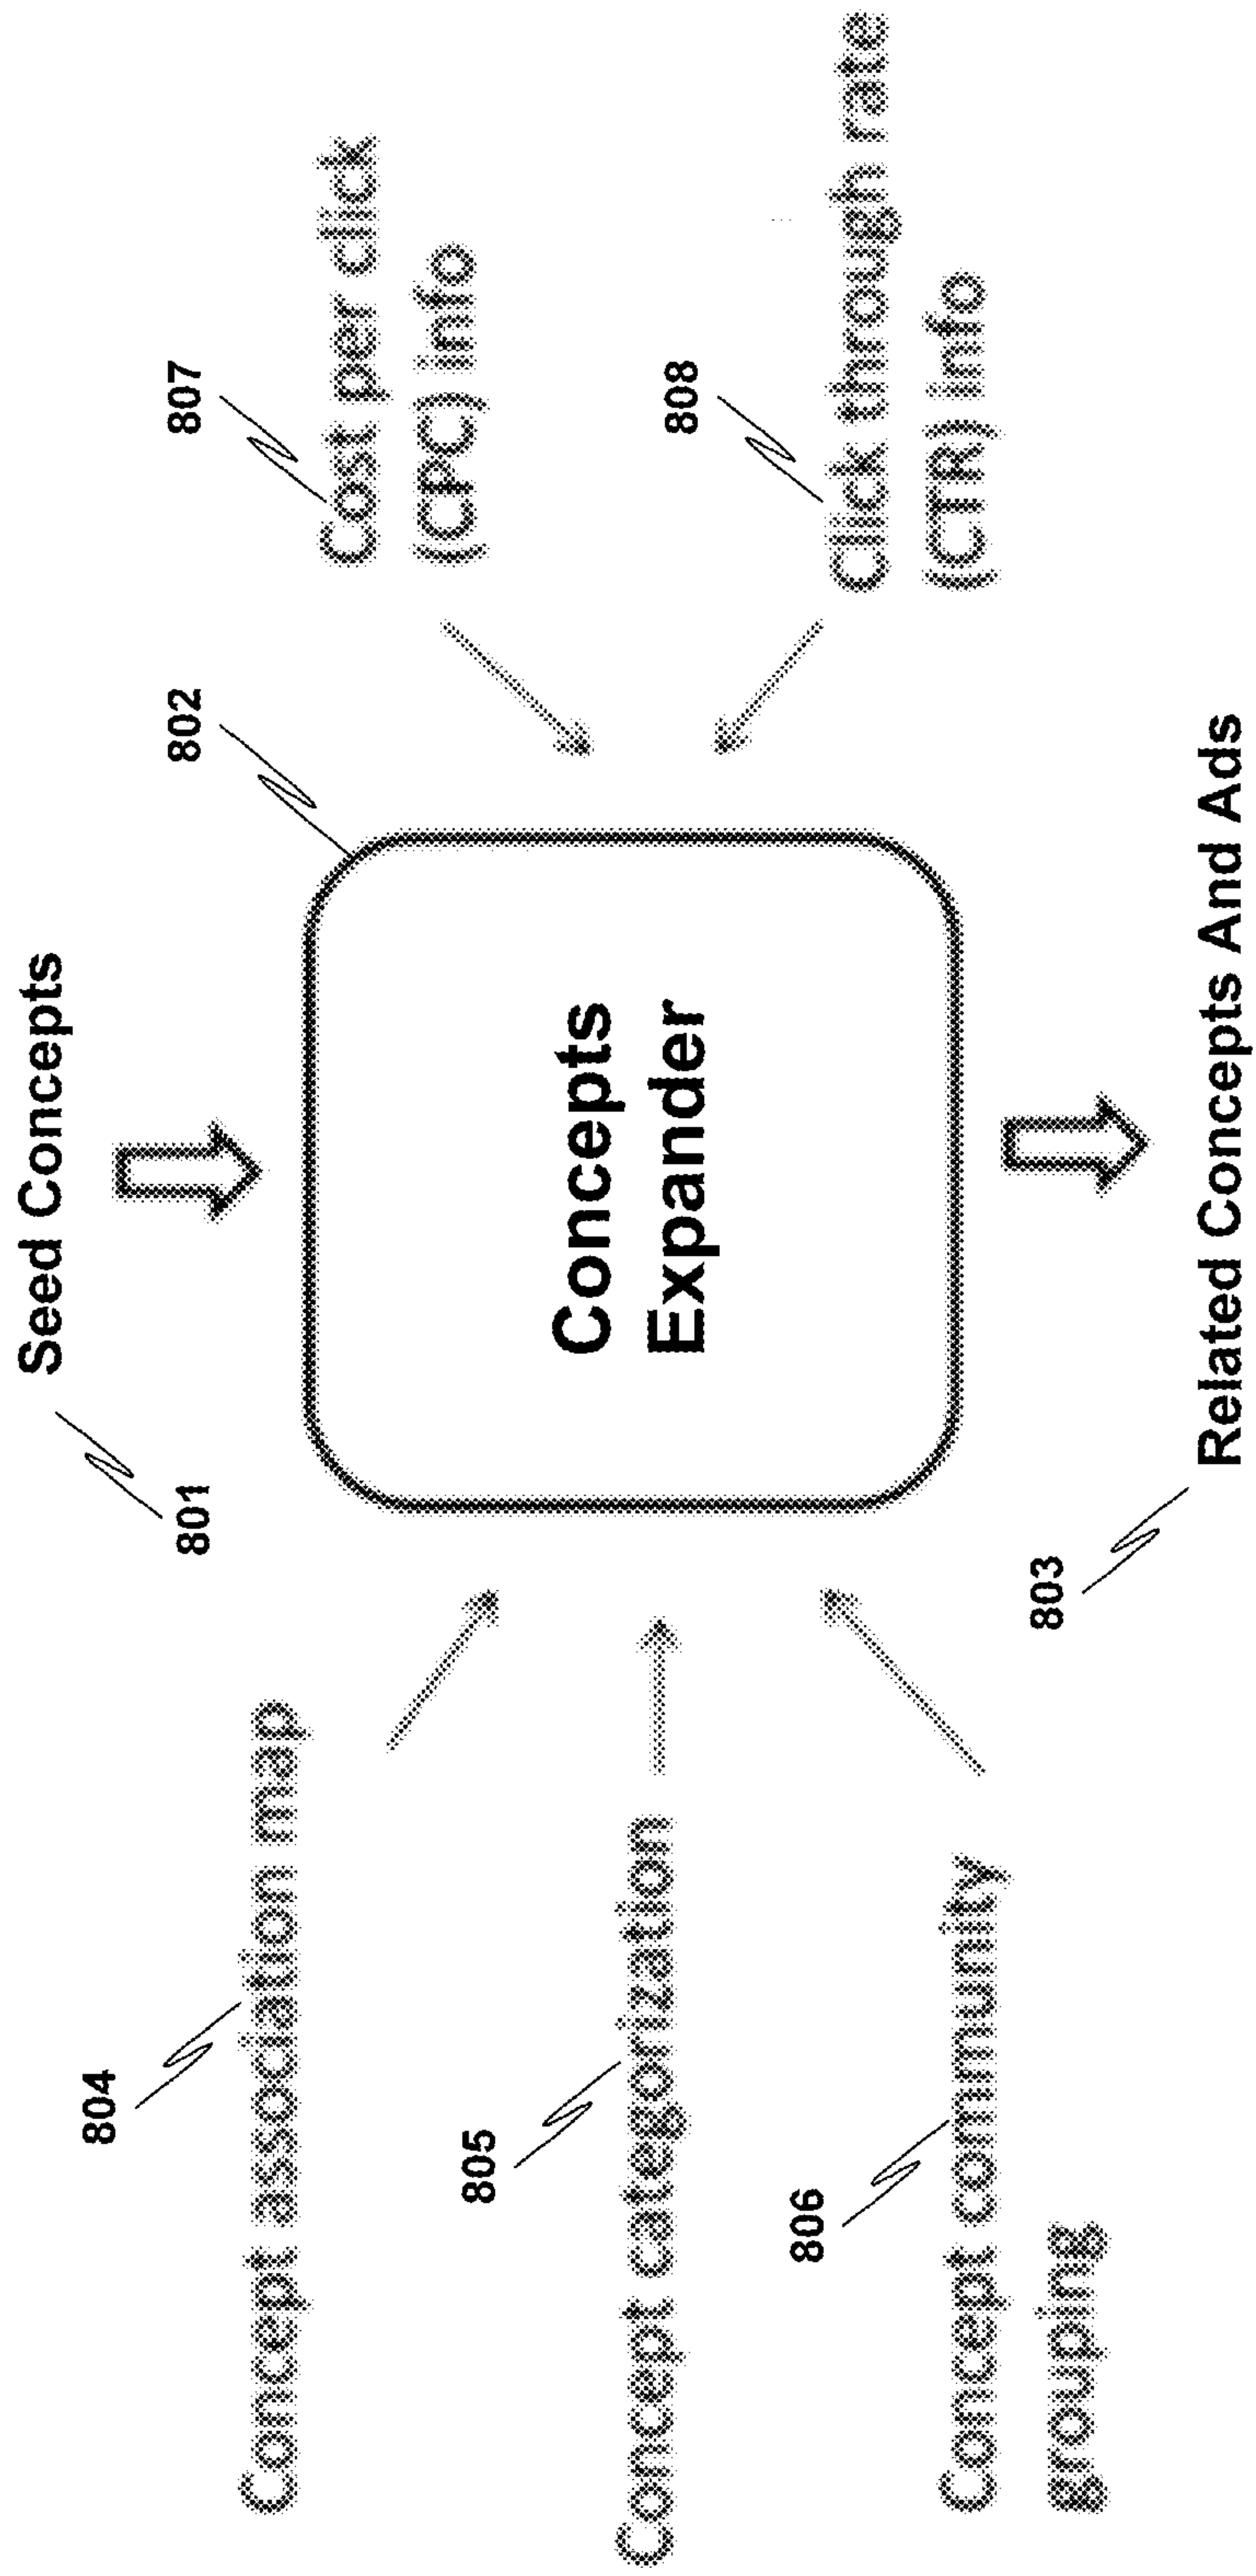 Seed Concepts
801
802
Concepts
Expander
804
Concept association map
805
Concept categorization
806
Concept community
grouping
807
Cost per click
(CPC) info
808
Click through rate
(CTR) info
803
Related Concepts And Ads